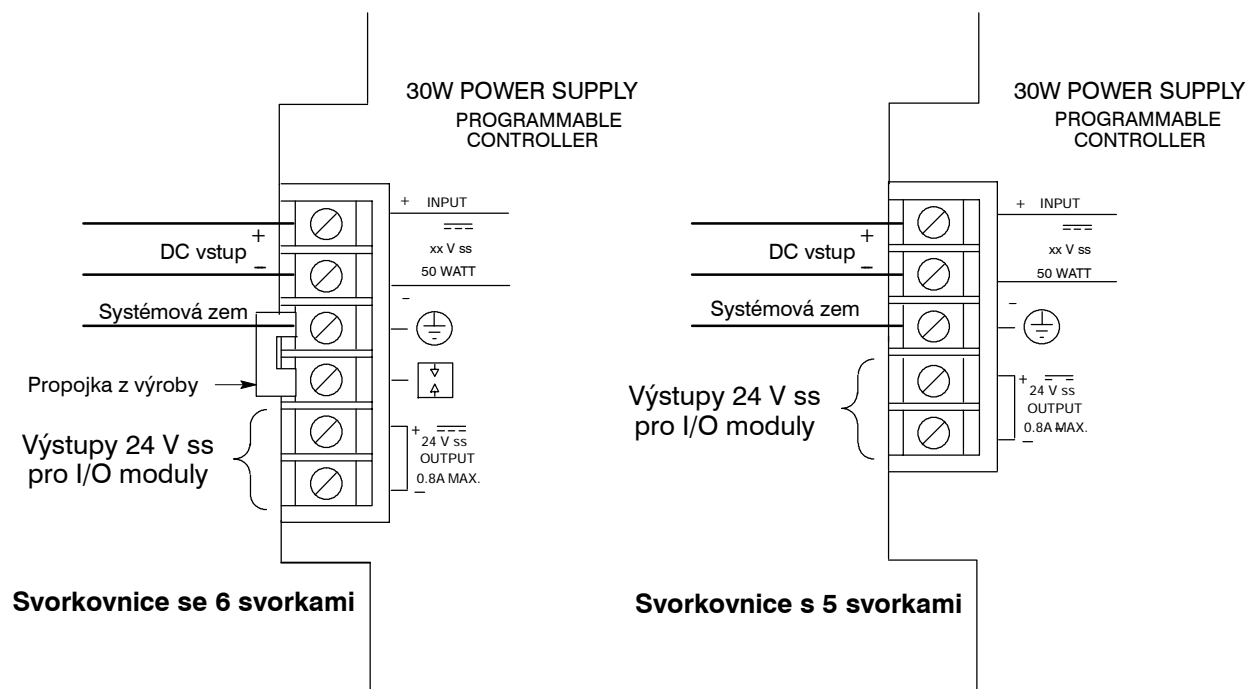 30W POWER SUPPLY
PROGRAMMABLE
CONTROLLER
+ INPUT
xx V ss
50 WATT
−
+
DC vstup
−
Systémová zem
Propojka z výroby
Výstupy 24 V ss
pro I/O moduly
+
24 V ss
OUTPUT
0.8A MAX.
−
Svorkovnice se 6 svorkami
30W POWER SUPPLY
PROGRAMMABLE
CONTROLLER
+ INPUT
xx V ss
50 WATT
−
+
DC vstup
−
Systémová zem
Výstupy 24 V ss
pro I/O moduly
+
24 V ss
OUTPUT
0.8A MAX.
−
Svorkovnice s 5 svorkami